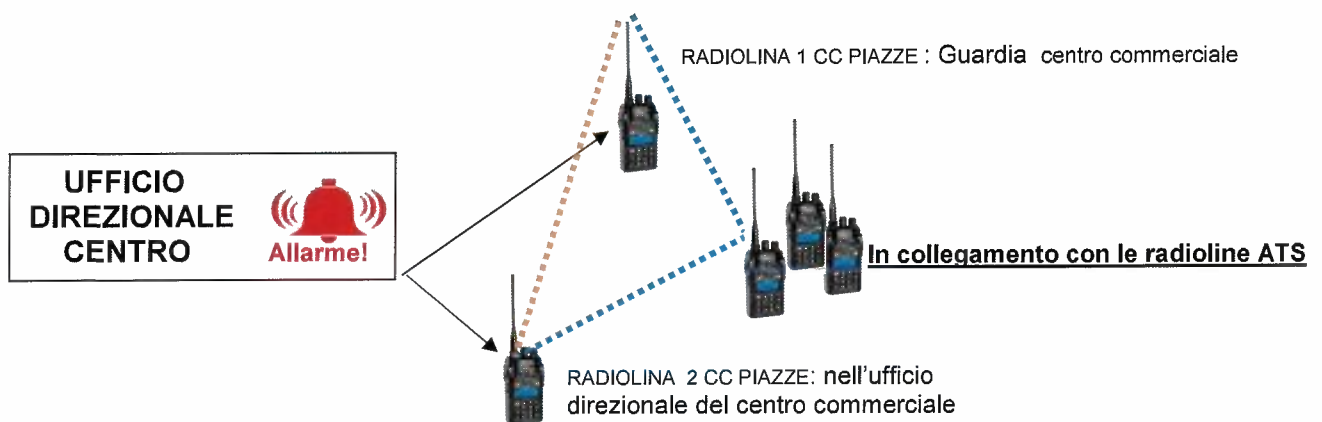 RADIOLINA 1 CC PIAZZE : Guardia centro commerciale
UFFICIO
DIREZIONALE
CENTRO
Allarme!
In collegamento con le radioline ATS
RADIOLINA 2 CC PIAZZE: nell'ufficio
direzionale del centro commerciale